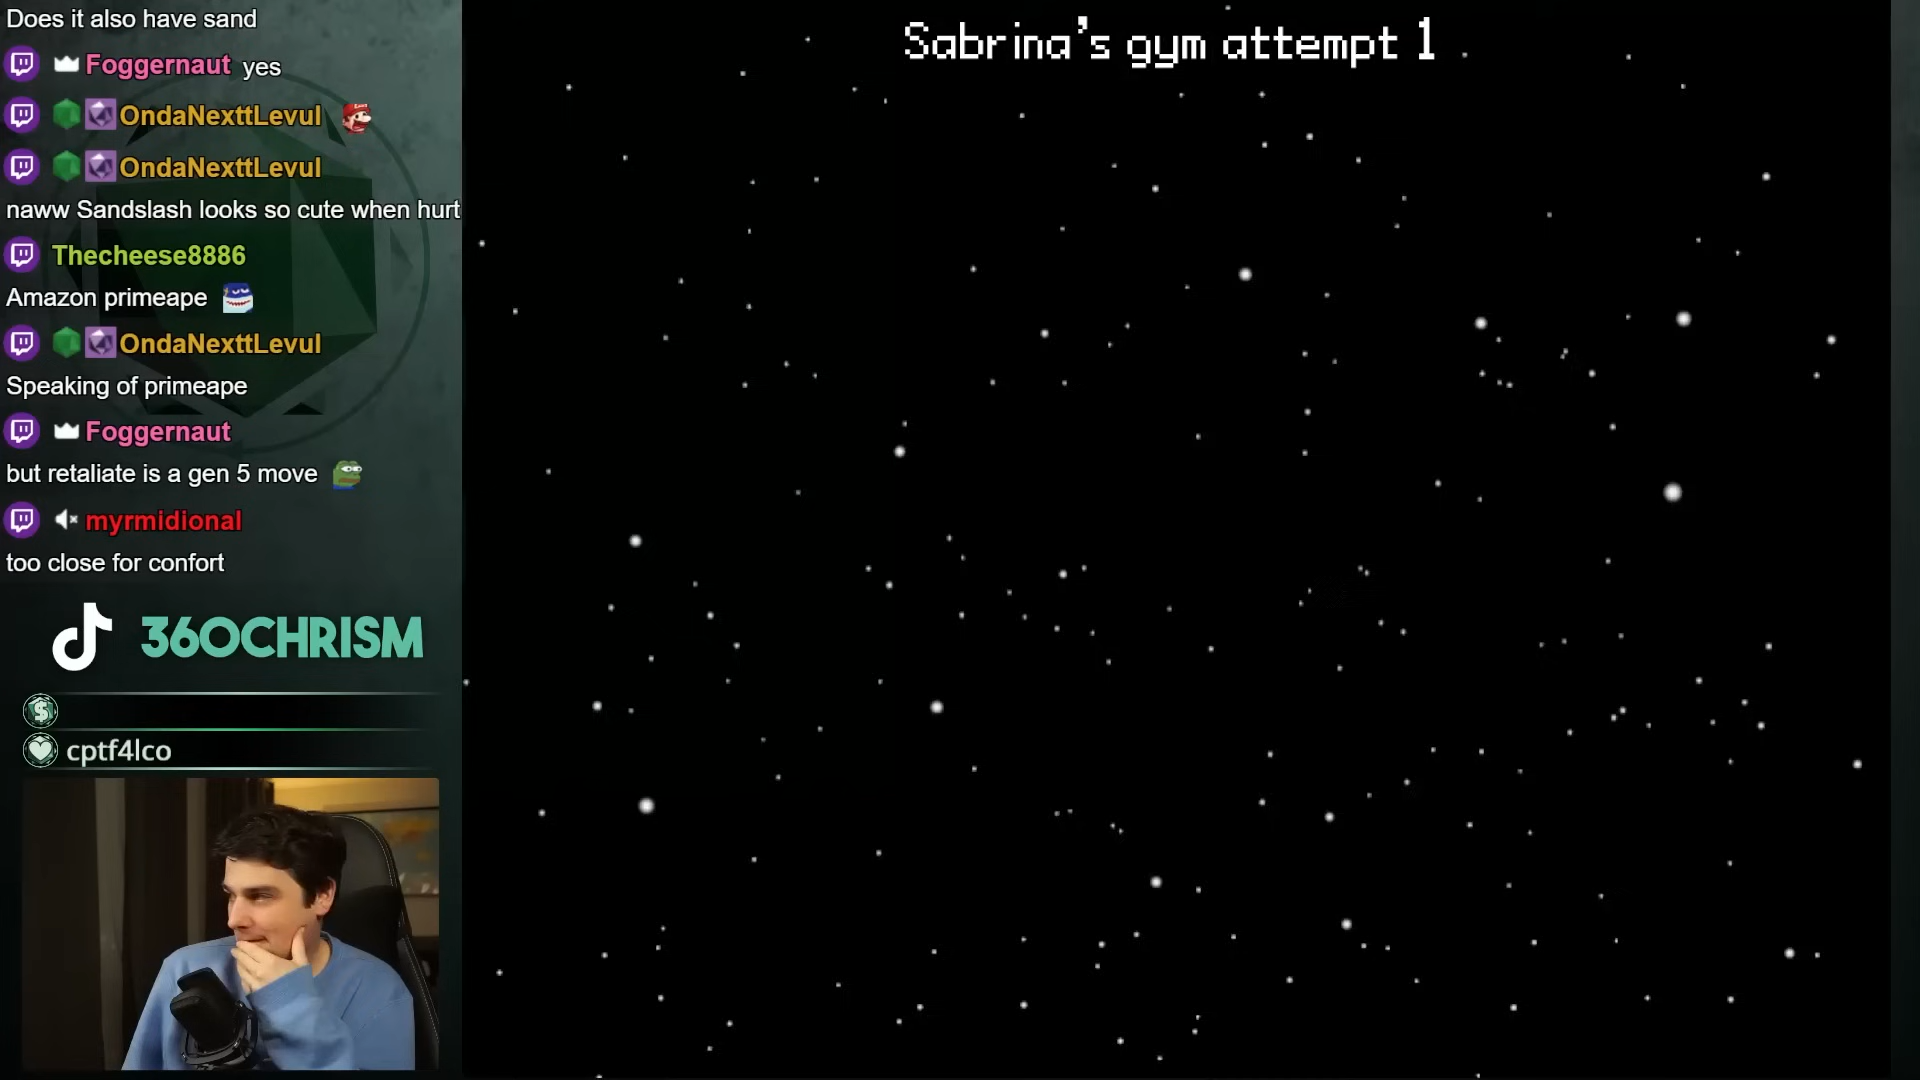 Does it also have sand
Foggernaut yes
OndaNexttLevul
OndaNexttLevul
naww Sandslash looks so cute when hurt
Thecheese8886
Amazon primeape
OndaNexttLevul
Speaking of primeape
Foggernaut
but retaliate is a gen 5 move
myrmidional
too close for confort
360CHRISM
$
cptf4lco
Sabrina's gym attempt 1